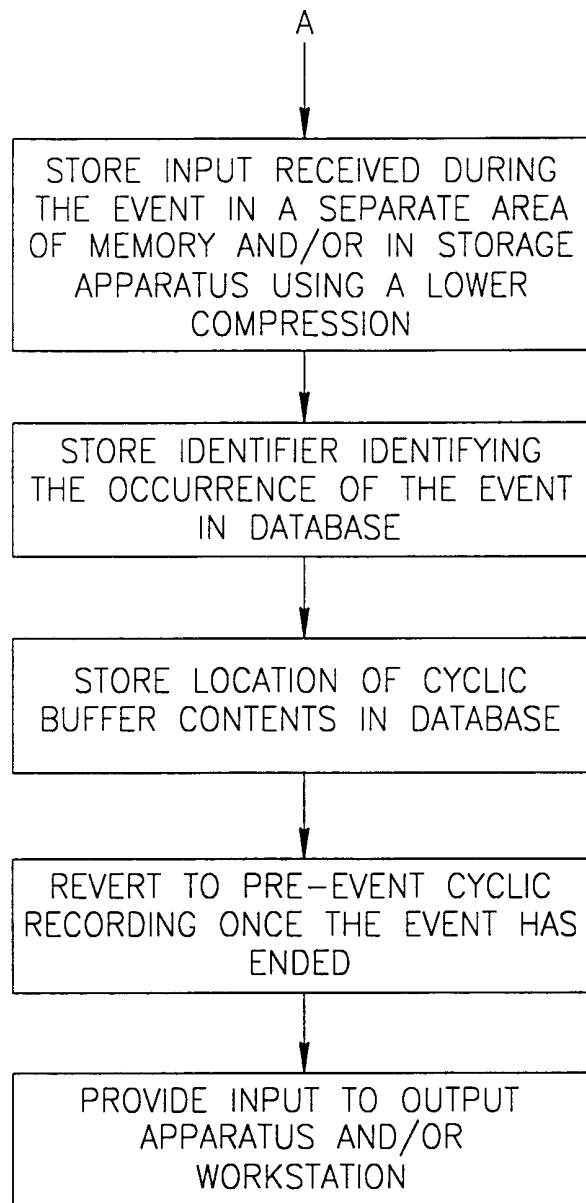 A
STORE INPUT RECEIVED DURING
THE EVENT IN A SEPARATE AREA
OF MEMORY AND/OR IN STORAGE
APPARATUS USING A LOWER
COMPRESSION
STORE IDENTIFIER IDENTIFYING
THE OCCURRENCE OF THE EVENT
IN DATABASE
STORE LOCATION OF CYCLIC
BUFFER CONTENTS IN DATABASE
REVERT TO PRE-EVENT CYCLIC
RECORDING ONCE THE EVENT HAS
ENDED
PROVIDE INPUT TO OUTPUT
APPARATUS AND/OR
WORKSTATION